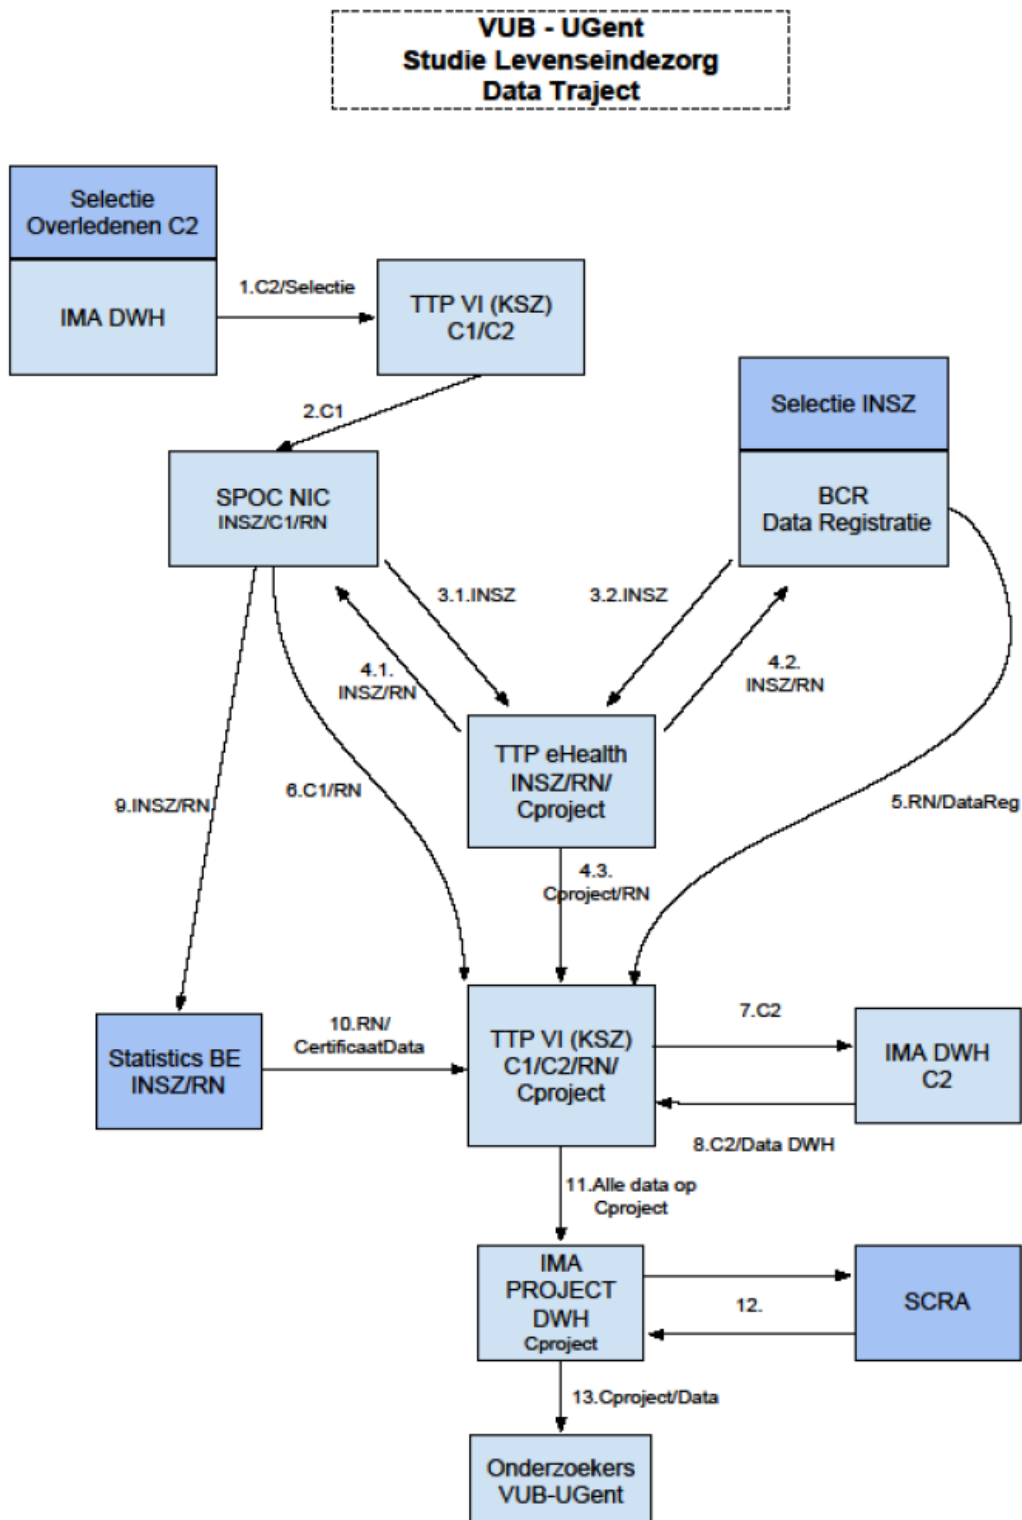 VUB - UGent
Studie Levenseindezorg
Data Traject
Selectie
Overledenen C2
IMA DWH
1.C2/Selectie
TTP VI (KSZ)
C1/C2
2.C1
SPOC NIC
INSZ/C1/RN
Selectie INSZ
BCR
Data Registratie
3.1.INSZ
3.2.INSZ
4.1.
INSZ/RN
4.2.
INSZ/RN
TTP eHealth
INSZ/RN/
Cproject
9.INSZ/RN
6.C1/RN
5.RN/DataReg
4.3.
Cproject/RN
Statistics BE
INSZ/RN
10.RN/
CertificaatData
TTP VI (KSZ)
C1/C2/RN/
Cproject
7.C2
IMA DWH
C2
8.C2/Data DWH
11.Alle data op
Cproject
IMA
PROJECT
DWH
Cproject
12.
SCRA
13.Cproject/Data
Onderzoekers
VUB-UGent